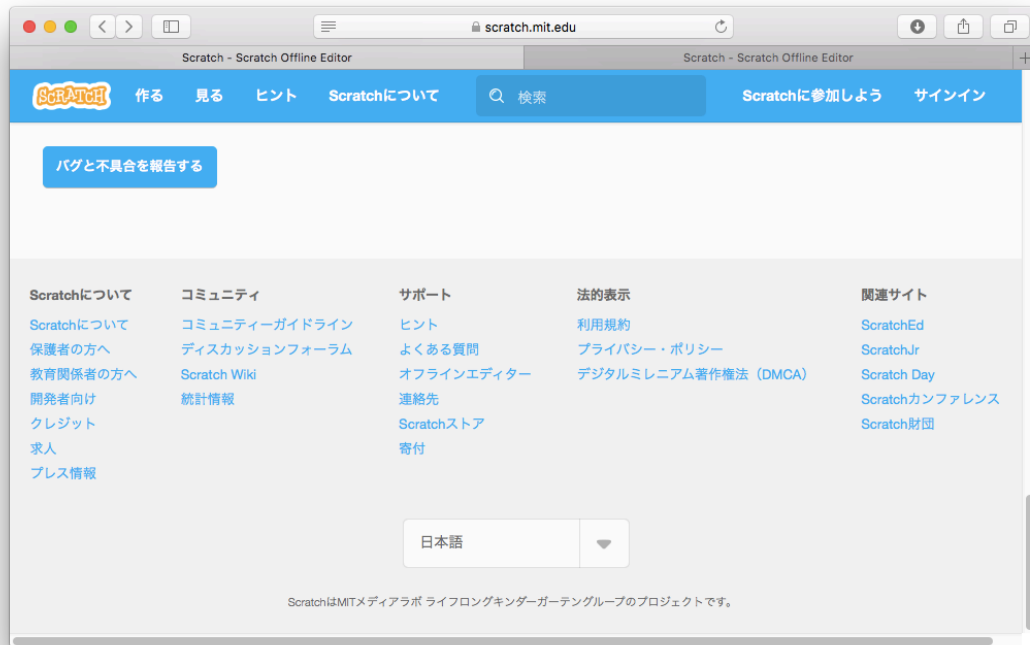 scratch.mit.edu
Scratch - Scratch Offline Editor
Scratch - Scratch Offline Editor
SCRATCH 作る 見る ヒント Scratchについて 検索 Scratchに参加しよう サインイン
バグと不具合を報告する
Scratchについて
Scratchについて
保護者の方へ
教育関係者の方へ
開発者向け
クレジット
求人
プレス情報
コミュニティ
コミュニティーガイドライン
ディスカッションフォーラム
Scratch Wiki
統計情報
サポート
ヒント
よくある質問
オフラインエディター
連絡先
Scratchストア
寄付
法的表示
利用規約
プライバシー・ポリシー
デジタルミレニアム著作権法（DMCA）
関連サイト
ScratchEd
ScratchJr
Scratch Day
Scratchカンファレンス
Scratch財団
日本語
ScratchはMITメディアラボ ライフロングキンダーガーテングループのプロジェクトです。